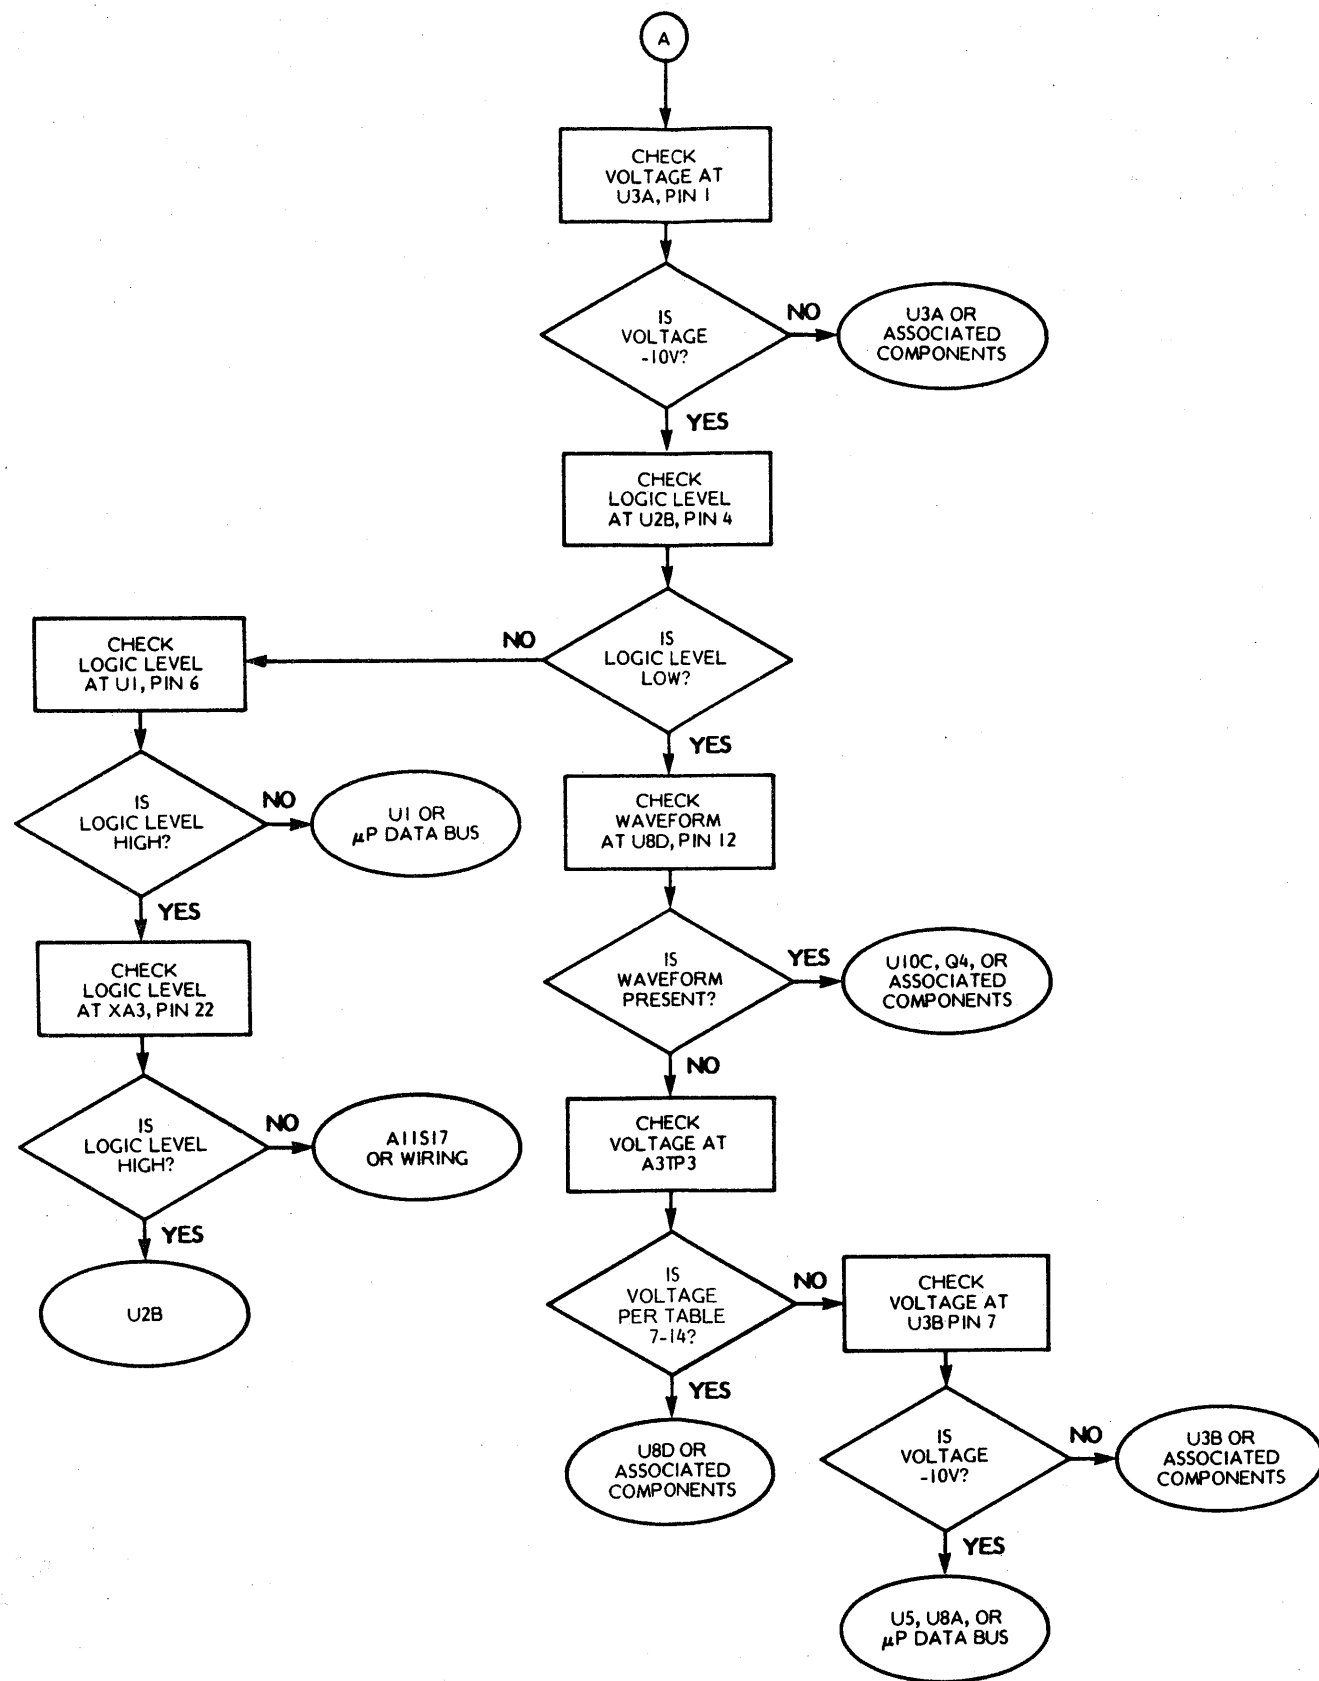 A
CHECK
VOLTAGE AT
U3A, PIN 1
IS
VOLTAGE
-10V?
NO
U3A OR
ASSOCIATED
COMPONENTS
YES
CHECK
LOGIC LEVEL
AT U2B, PIN 4
IS
LOGIC LEVEL
LOW?
NO
CHECK
LOGIC LEVEL
AT U1, PIN 6
IS
LOGIC LEVEL
HIGH?
NO
U1 OR
µP DATA BUS
YES
CHECK
LOGIC LEVEL
AT XA3, PIN 22
IS
LOGIC LEVEL
HIGH?
NO
A11S17
OR WIRING
YES
U2B
YES
CHECK
WAVEFORM
AT U8D, PIN 12
IS
WAVEFORM
PRESENT?
YES
U10C, Q4, OR
ASSOCIATED
COMPONENTS
NO
CHECK
VOLTAGE AT
A3TP3
IS
VOLTAGE
PER TABLE
7-14?
YES
U8D OR
ASSOCIATED
COMPONENTS
NO
CHECK
VOLTAGE AT
U3B PIN 7
IS
VOLTAGE
-10V?
NO
U3B OR
ASSOCIATED
COMPONENTS
YES
U5, U8A, OR
µP DATA BUS